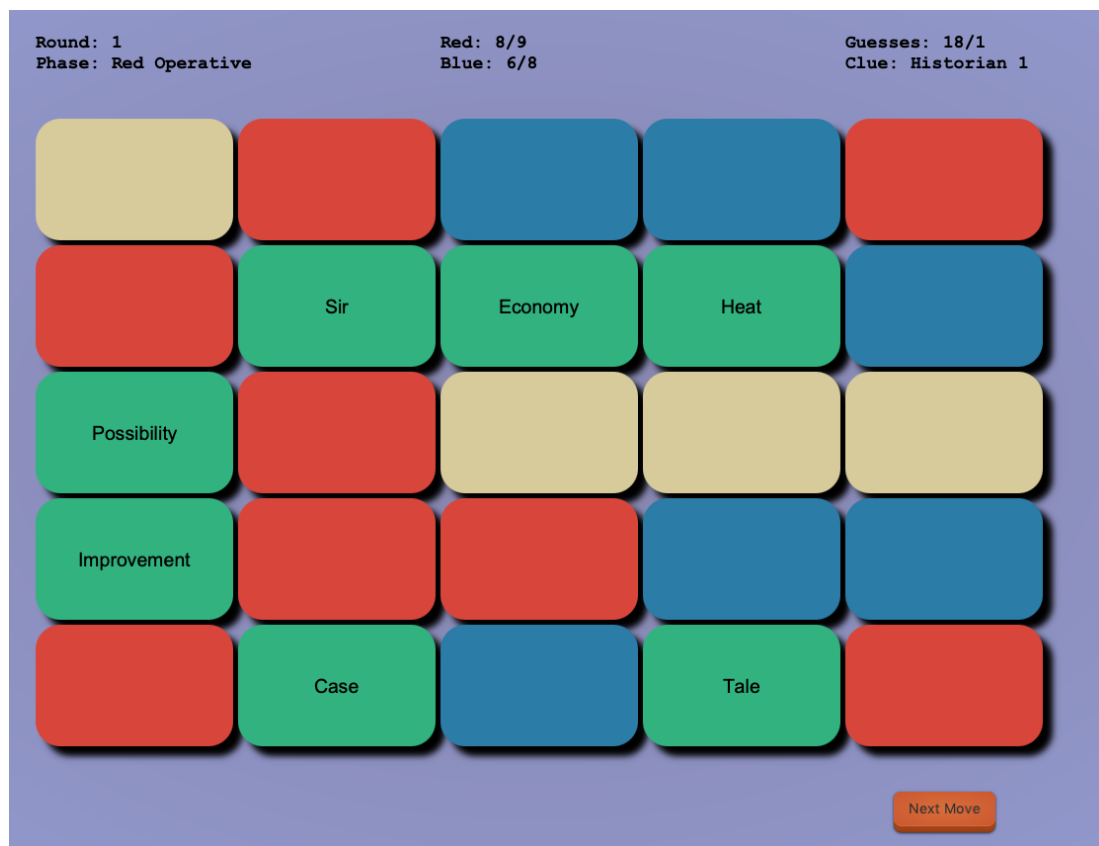 Round: 1
Phase: Red Operative
Red: 8/9
Blue: 6/8
Guesses: 18/1
Clue: Historian 1
Sir
Economy
Heat
Possibility
Improvement
Case
Tale
Next Move